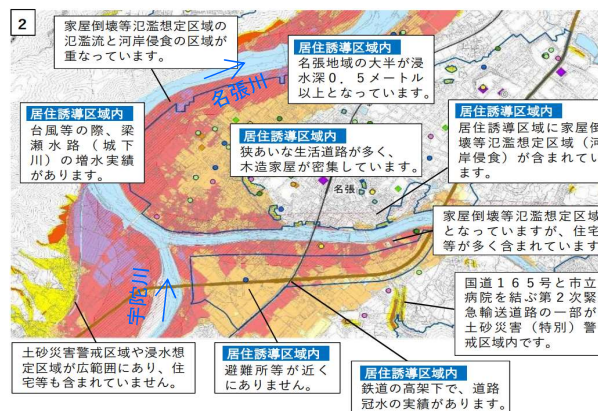 2
家屋倒壊等氾濫想定区域の
氾濫流と河岸侵食の区域が
重なっています。
居住誘導区域内
名張地域の大半が浸
水深０．５メートル
以上となっています。
名張川
居住誘導区域内
台風等の際、梁
瀬水路（城下
川）の増水実績
があります。
居住誘導区域内
狭あいな生活道路が多く、
木造家屋が密集しています。
居住誘導区域内
居住誘導区域に家屋倒
壊等氾濫想定区域（河
岸侵食）が含まれてい
ます。
名張
家屋倒壊等氾濫想定区域
となっていますが、住宅
等が多く含まれています
宇陀川
国道１６５号と市立
病院を結ぶ第２次緊
急輸送道路の一部が
土砂災害（特別）警
戒区域内です。
土砂災害警戒区域や浸水想
定区域が広範囲にあり、住
宅等も含まれていません。
居住誘導区域内
避難所等が近く
にありません。
居住誘導区域内
鉄道の高架下で、道路
冠水の実績があります。